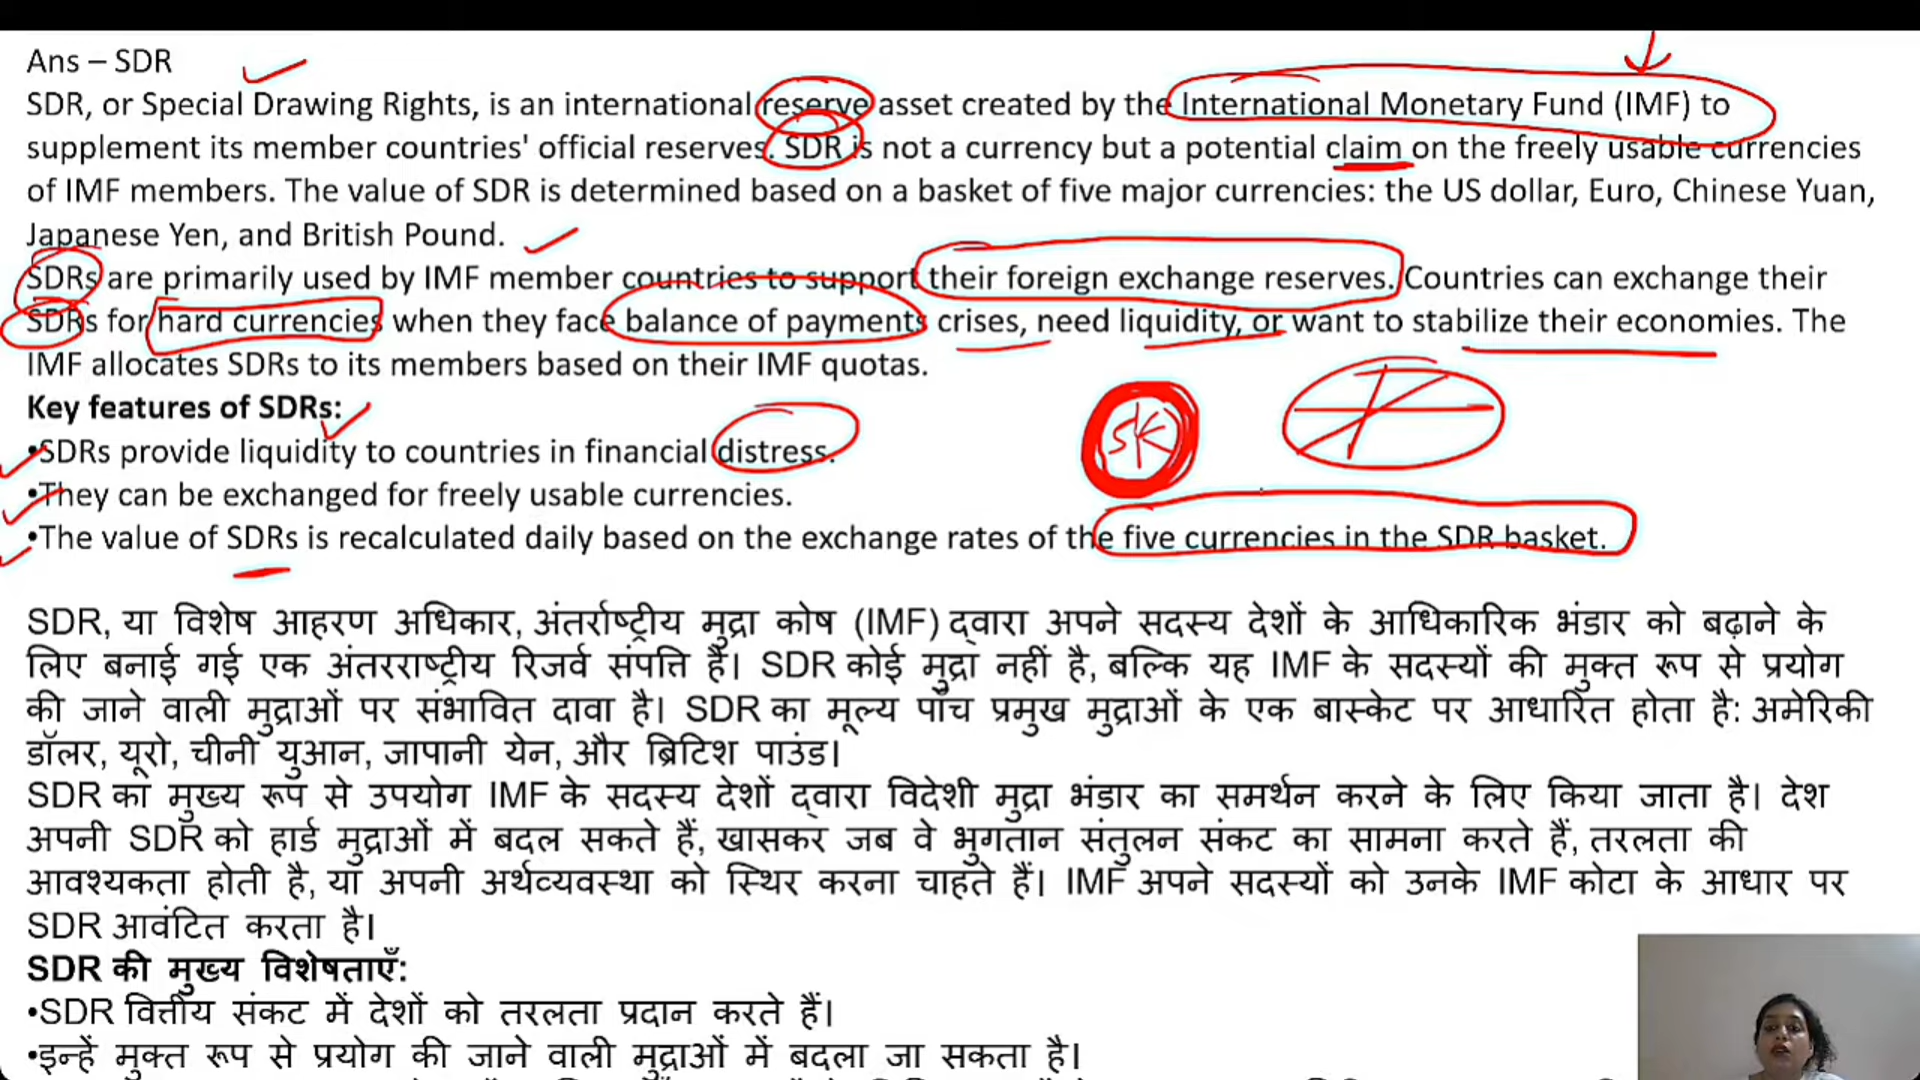 Ans – SDR
SDR, or Special Drawing Rights, is an international reserve asset created by the International Monetary Fund (IMF) to
supplement its member countries' official reserves. SDR is not a currency but a potential claim on the freely usable currencies
of IMF members. The value of SDR is determined based on a basket of five major currencies: the US dollar, Euro, Chinese Yuan,
Japanese Yen, and British Pound.
SDRs are primarily used by IMF member countries to support their foreign exchange reserves. Countries can exchange their
SDRs for hard currencies when they face balance of payments crises, need liquidity, or want to stabilize their economies. The
IMF allocates SDRs to its members based on their IMF quotas.
Key features of SDRs:
•SDRs provide liquidity to countries in financial distress.
•They can be exchanged for freely usable currencies.
•The value of SDRs is recalculated daily based on the exchange rates of the five currencies in the SDR basket.
SDR, या विशेष आहरण अधिकार, अंतर्राष्ट्रीय मुद्रा कोष (IMF) द्वारा अपने सदस्य देशों के आधिकारिक भंडार को बढ़ाने के
लिए बनाई गई एक अंतरराष्ट्रीय रिजर्व संपत्ति है। SDR कोई मुद्रा नहीं है, बल्कि यह IMF के सदस्यों की मुक्त रूप से प्रयोग
की जाने वाली मुद्राओं पर संभावित दावा है। SDR का मूल्य पाँच प्रमुख मुद्राओं के एक बास्केट पर आधारित होता है: अमेरिकी
डॉलर, यूरो, चीनी युआन, जापानी येन, और ब्रिटिश पाउंड।
SDR का मुख्य रूप से उपयोग IMF के सदस्य देशों द्वारा विदेशी मुद्रा भंडार का समर्थन करने के लिए किया जाता है। देश
अपनी SDR को हार्ड मुद्राओं में बदल सकते हैं, खासकर जब वे भुगतान संतुलन संकट का सामना करते हैं, तरलता की
आवश्यकता होती है, या अपनी अर्थव्यवस्था को स्थिर करना चाहते हैं। IMF अपने सदस्यों को उनके IMF कोटा के आधार पर
SDR आवंटित करता है।
SDR की मुख्य विशेषताएँ:
•SDR वित्तीय संकट में देशों को तरलता प्रदान करते हैं।
•इन्हें मुक्त रूप से प्रयोग की जाने वाली मुद्राओं में बदला जा सकता है।